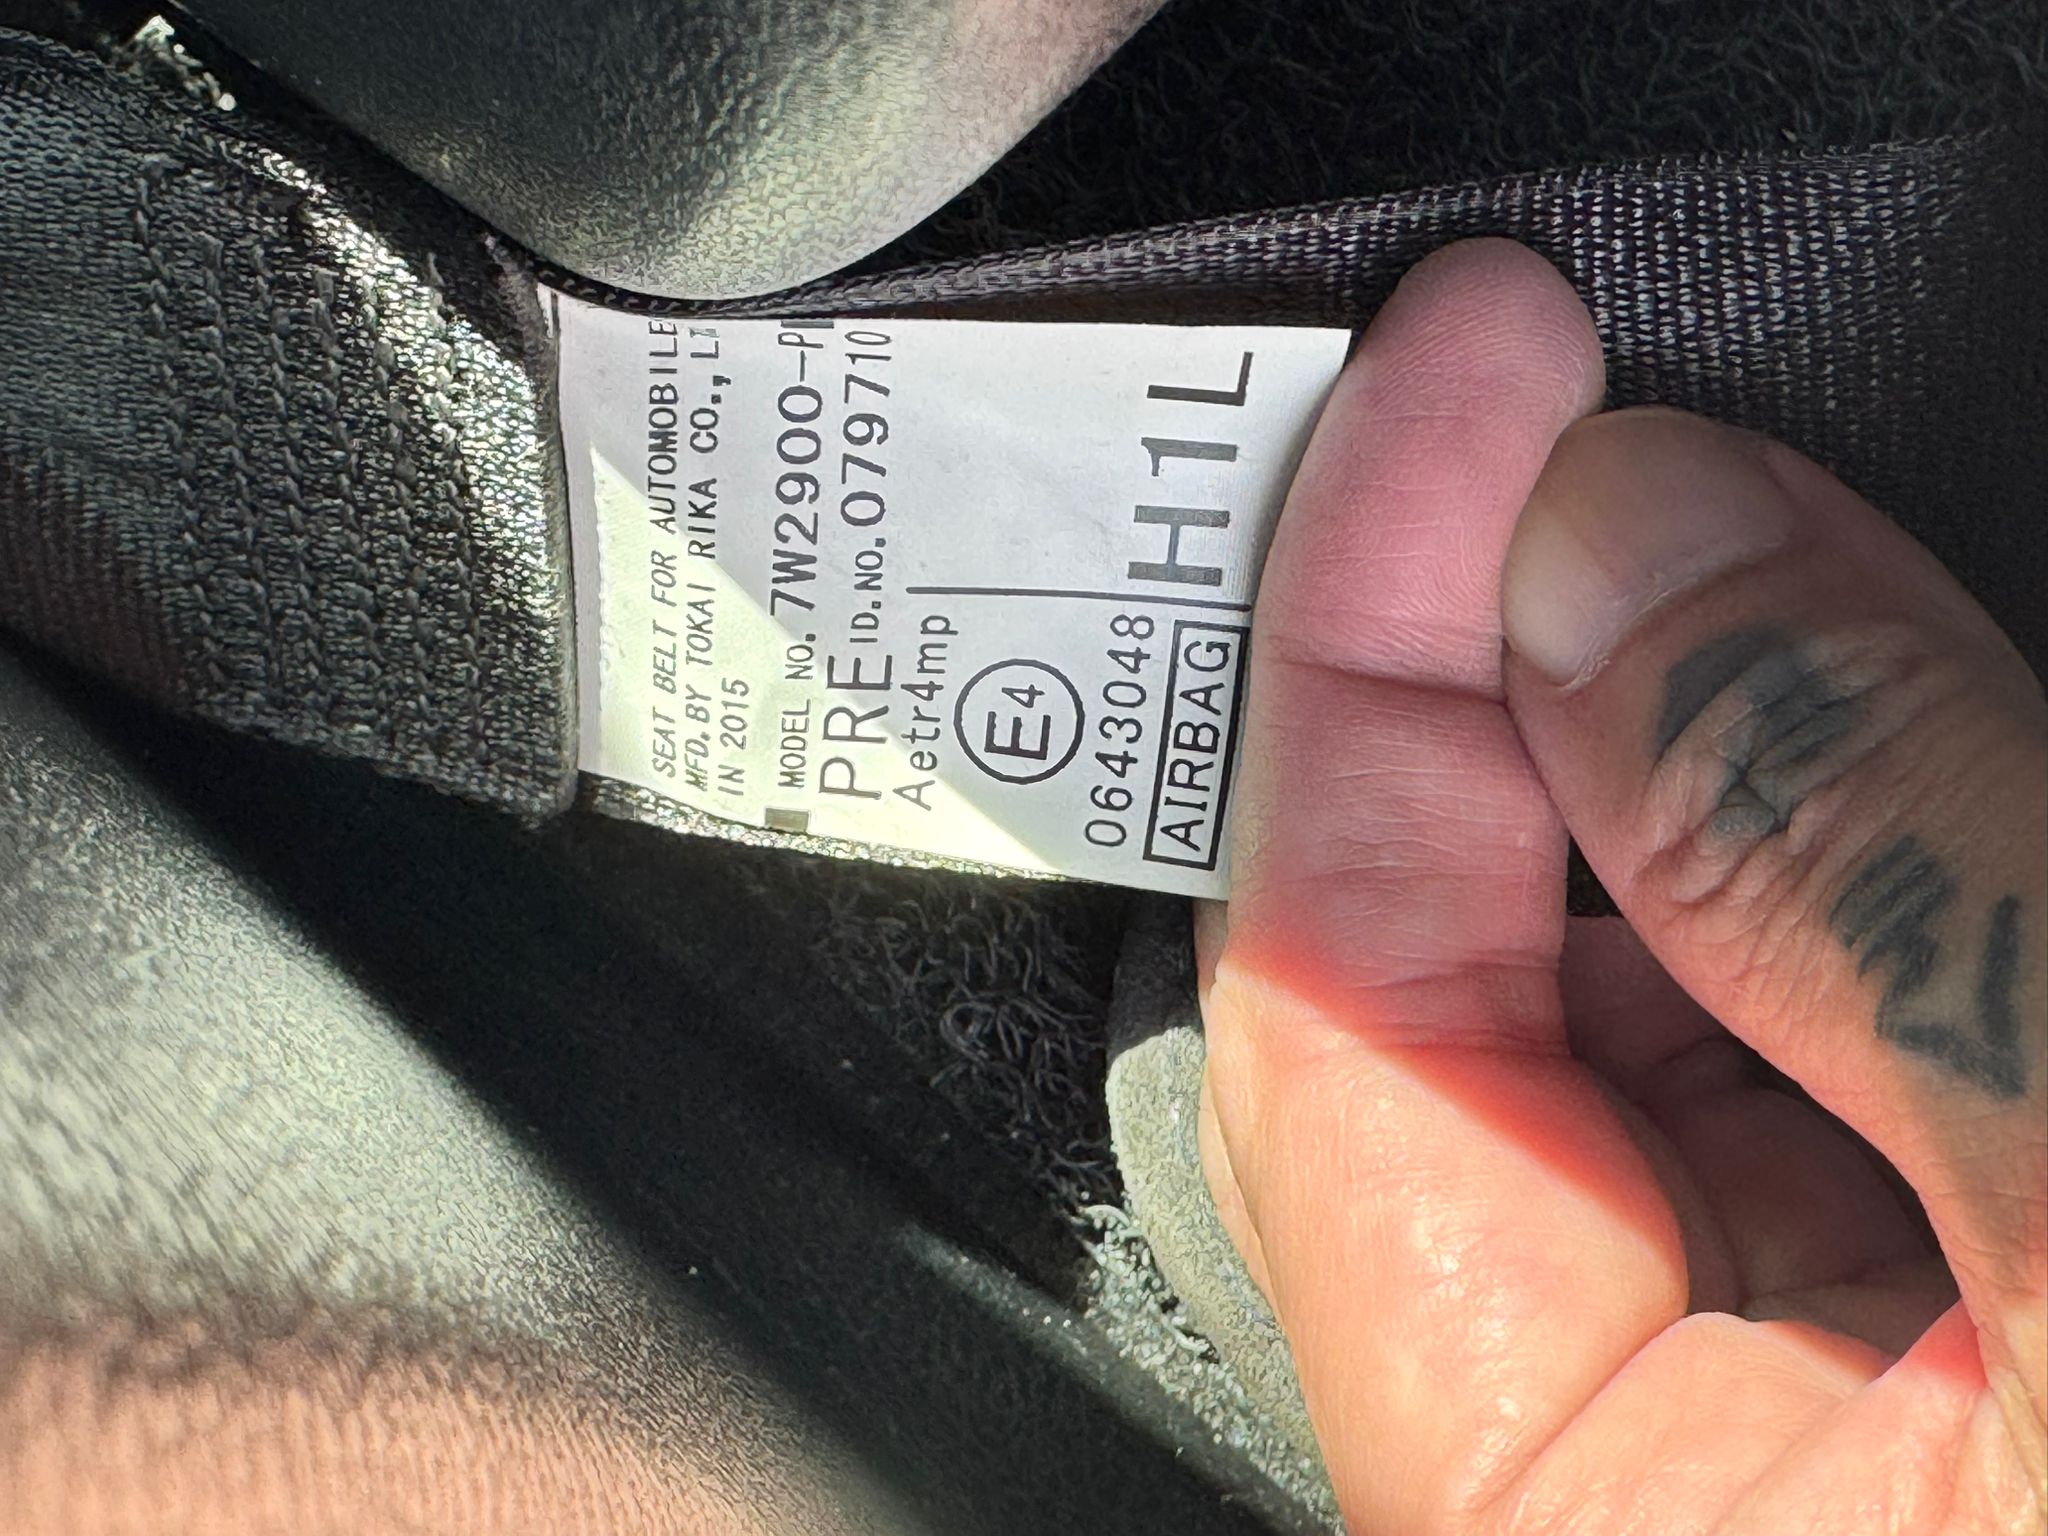 SEAT BELT FOR AUTOMOBILE
MFD. BY TOKAI RIKA CO.,
IN 2015
MODEL NO. 7W2900-P
PRE ID.NO.079710
Aetr4mp
E4
0643048
AIRBAG H1L